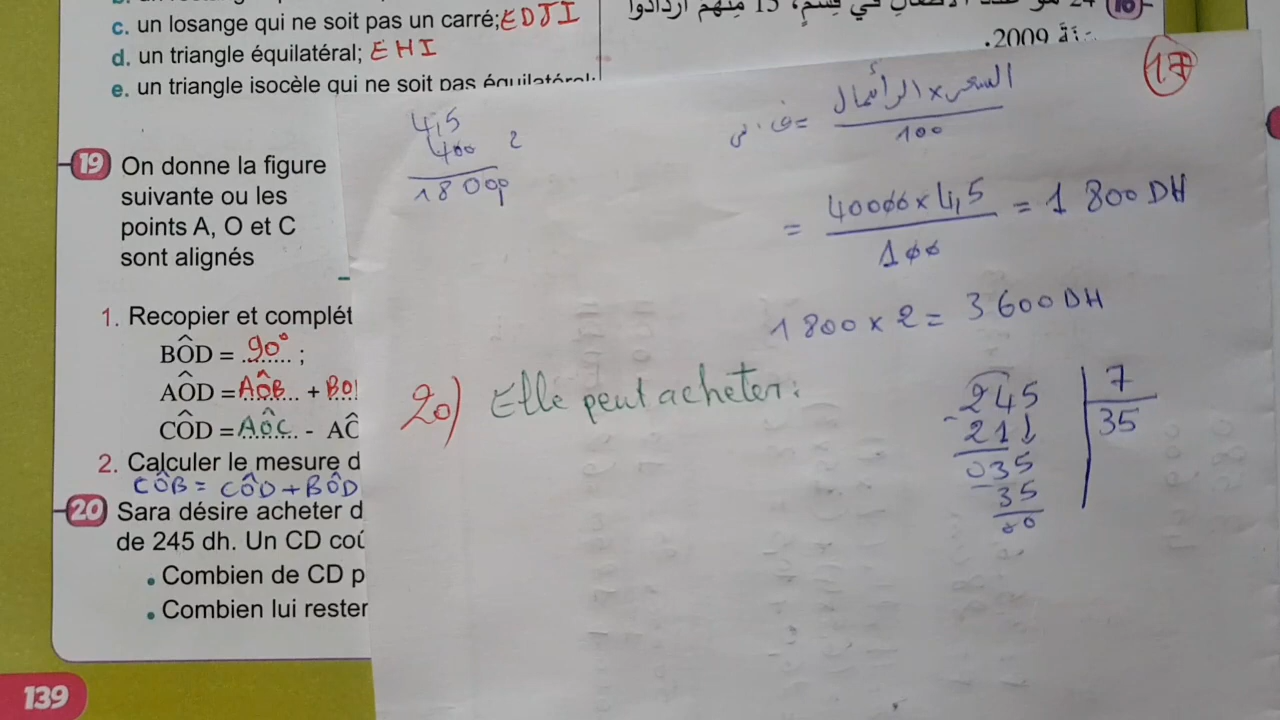 c. un losange qui ne soit pas un carré; EDJI
d. un triangle équilatéral; EHI
e. un triangle isocèle qui ne soit pas équilatéral;
2009.
19 On donne la figure
suivante ou les
points A, O et C
sont alignés
1. Recopier et complét
BÔD = 90° ;
AÔD = AÔB + BO
CÔD = AÔC - AĈ
2. Calculer le mesure d
CÔB = CÔD + BÔD
20 Sara désire acheter d
de 245 dh. Un CD coû
• Combien de CD p
• Combien lui rester
139
17
4,5
400 2
السعر x الرأسمال
100
= 40000 x 4,5 = 1 800 DH
100
1 800 x 2 = 3 600 DH
20) Elle peut acheter:
245 7
- 21 35
035
35
00